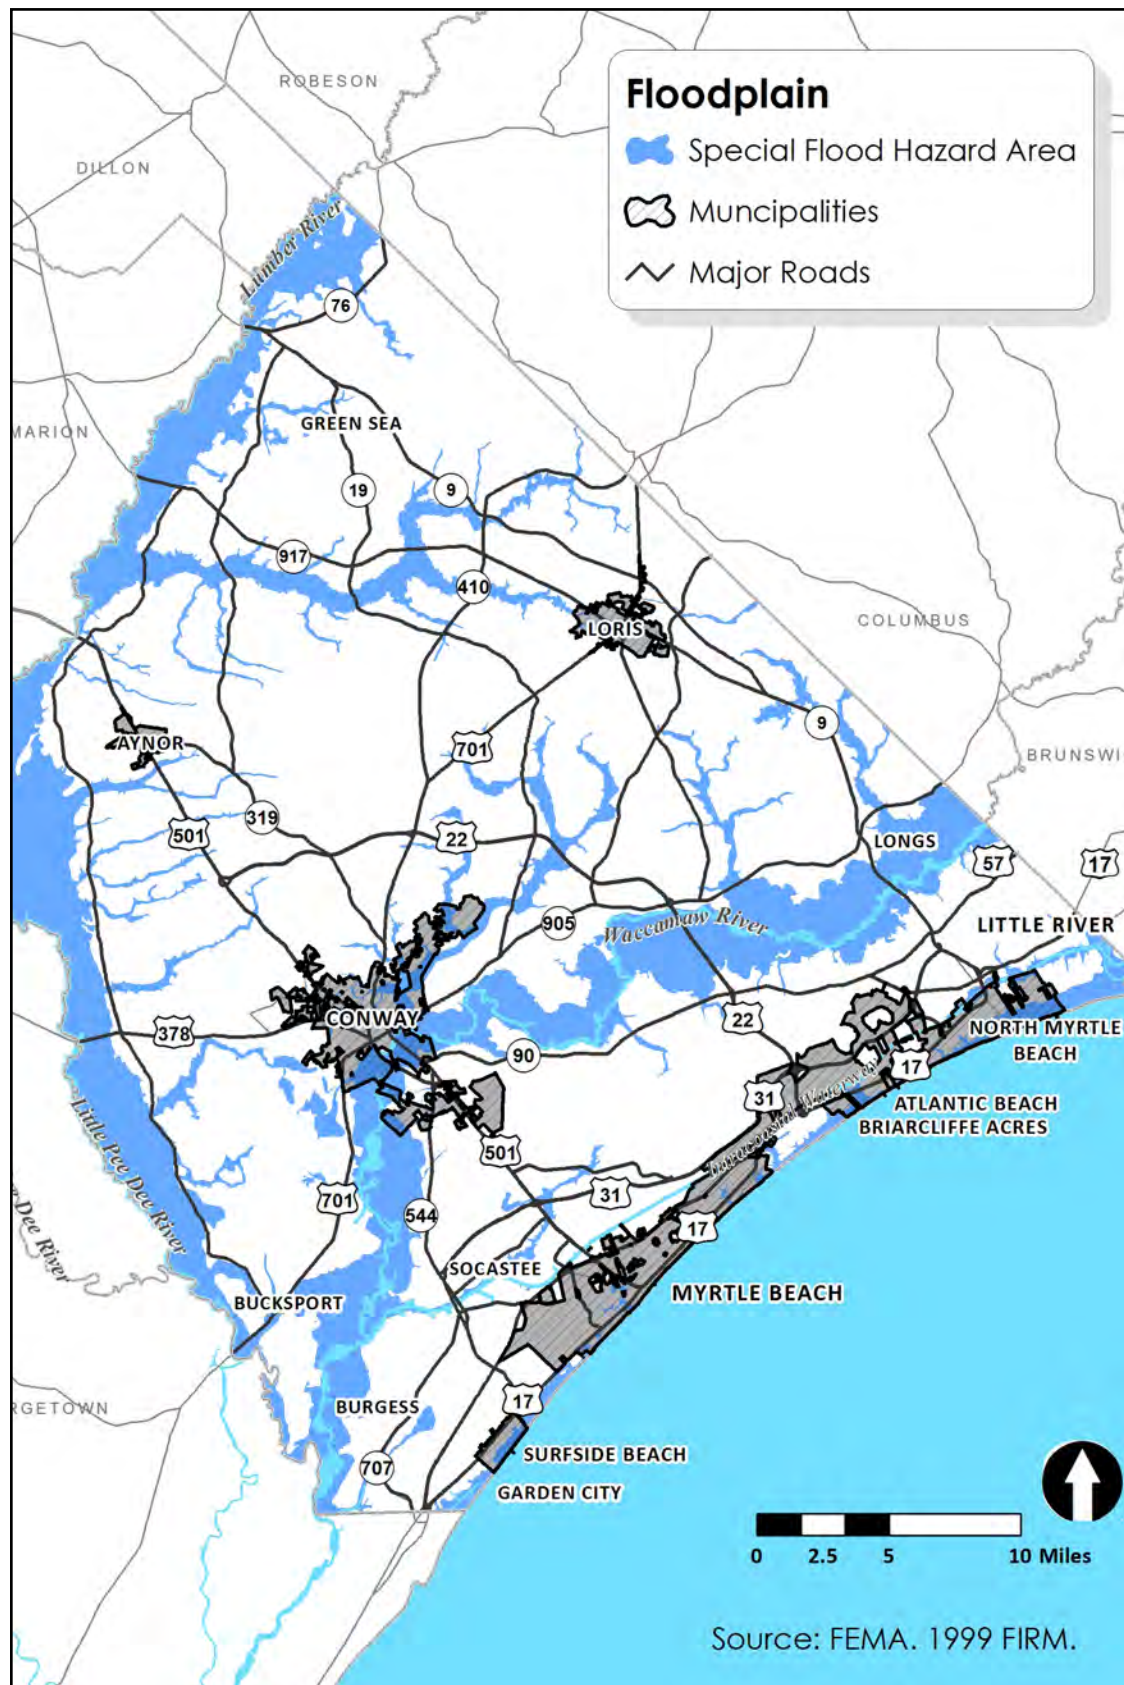 ROBESON
Floodplain
Special Flood Hazard Area
DILLON
Muncipalities
Lumber River
Major Roads
76
GREEN SEA
MARION
19
9
917
410
COLUMBUS
LORIS
9
AYNOR
701
BRUNSWI
319
501
22
LONGS
57
17
905
Waccamaw River
LITTLE RIVER
CONWAY
22
378
NORTH MYRTLE
BEACH
90
17
31
Intracoastal Waterway
ATLANTIC BEACH
BRIARCLIFFE ACRES
Little Pee Dee River
501
701
31
544
17
e Dee River
SOCASTEE
MYRTLE BEACH
BUCKSPORT
17
RGETOWN
BURGESS
SURFSIDE BEACH
707
GARDEN CITY
0 2.5 5 10 Miles
Source: FEMA. 1999 FIRM.